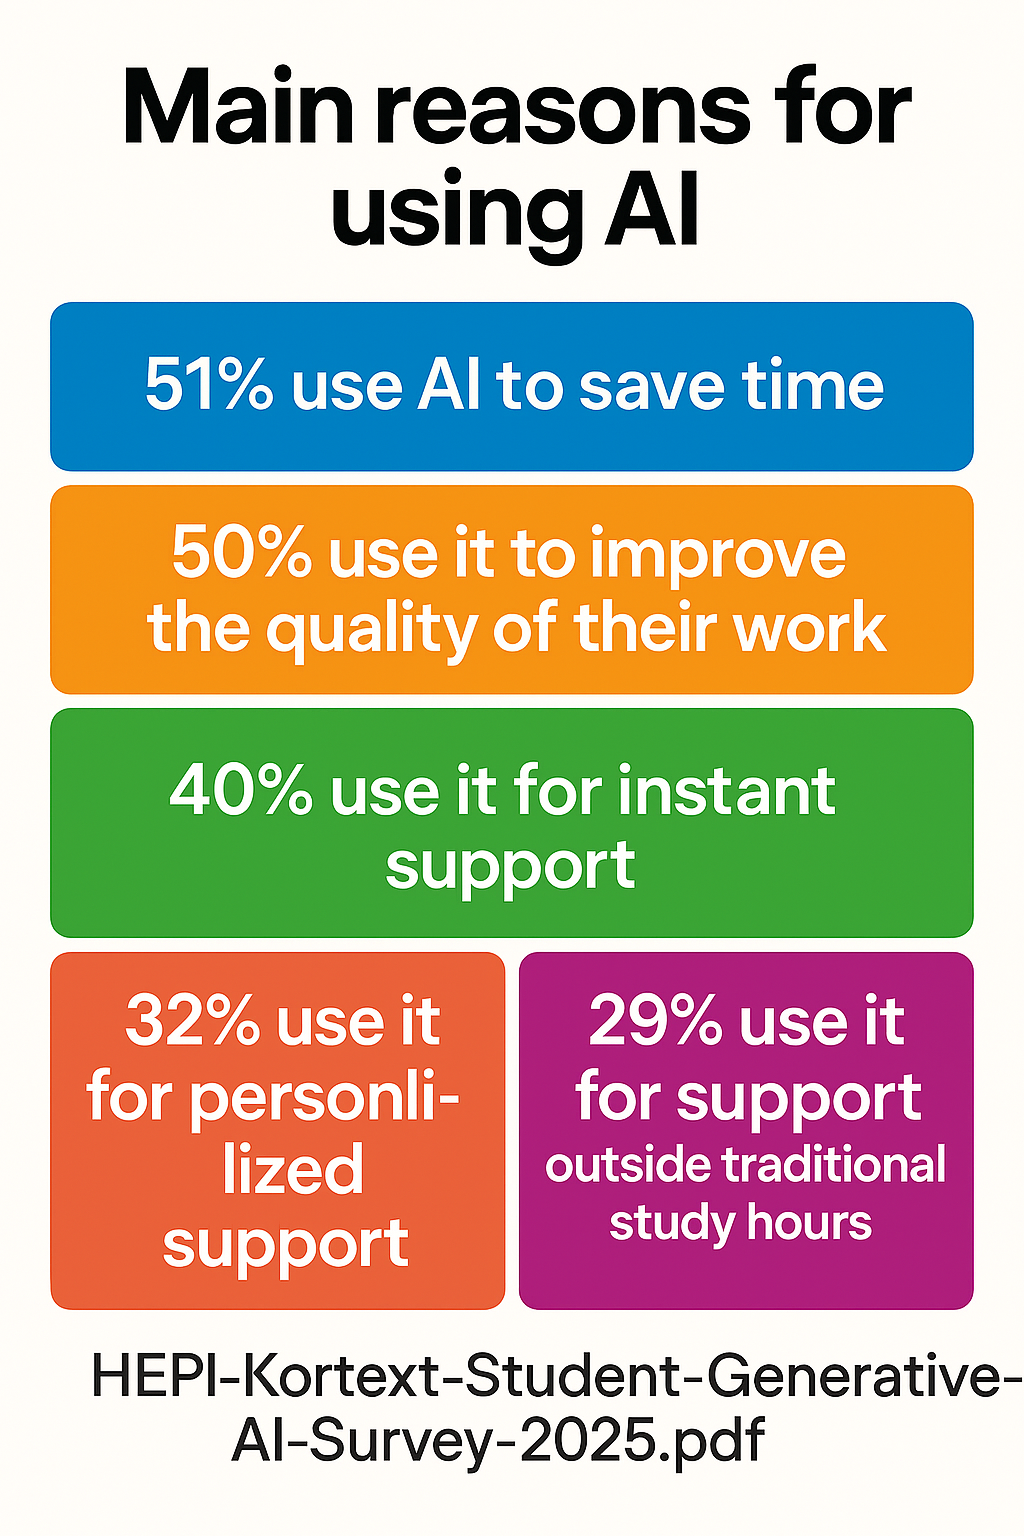 Main reasons for
using AI
51% use AI to save time
50% use it to improve
the quality of their work
40% use it for instant
support
32% use it
for personli-
lized
support
29% use it
for support
outside traditional
study hours
HEPI-Kortext-Student-Generative-
AI-Survey-2025.pdf